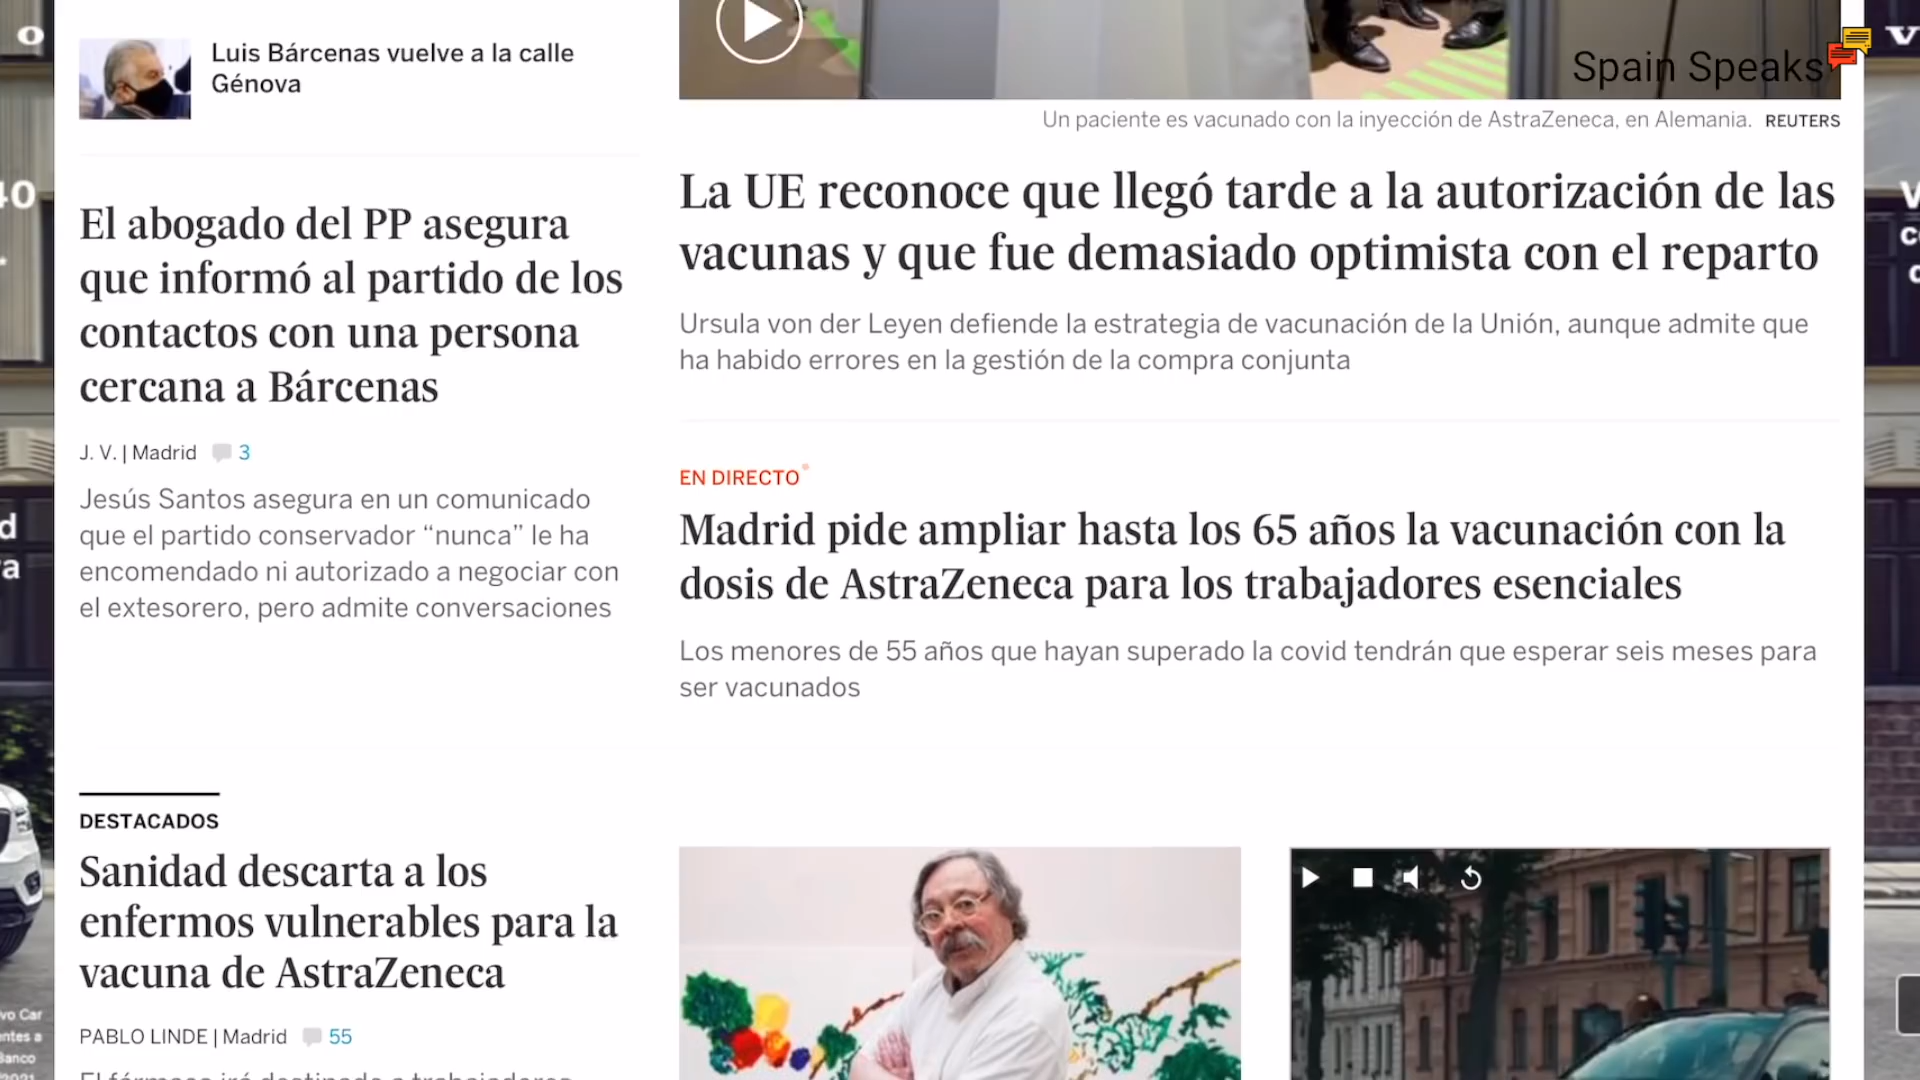 Luis Bárcenas vuelve a la calle
Génova
El abogado del PP asegura
que informó al partido de los
contactos con una persona
cercana a Bárcenas
J. V. | Madrid 3
Jesús Santos asegura en un comunicado
que el partido conservador “nunca” le ha
encomendado ni autorizado a negociar con
el extesorero, pero admite conversaciones
DESTACADOS
Sanidad descarta a los
enfermos vulnerables para la
vacuna de AstraZeneca
PABLO LINDE | Madrid 55
El fármaco irá destinado a trabajadores
Spain Speaks
Un paciente es vacunado con la inyección de AstraZeneca, en Alemania. REUTERS
La UE reconoce que llegó tarde a la autorización de las
vacunas y que fue demasiado optimista con el reparto
Ursula von der Leyen defiende la estrategia de vacunación de la Unión, aunque admite que
ha habido errores en la gestión de la compra conjunta
EN DIRECTO
Madrid pide ampliar hasta los 65 años la vacunación con la
dosis de AstraZeneca para los trabajadores esenciales
Los menores de 55 años que hayan superado la covid tendrán que esperar seis meses para
ser vacunados